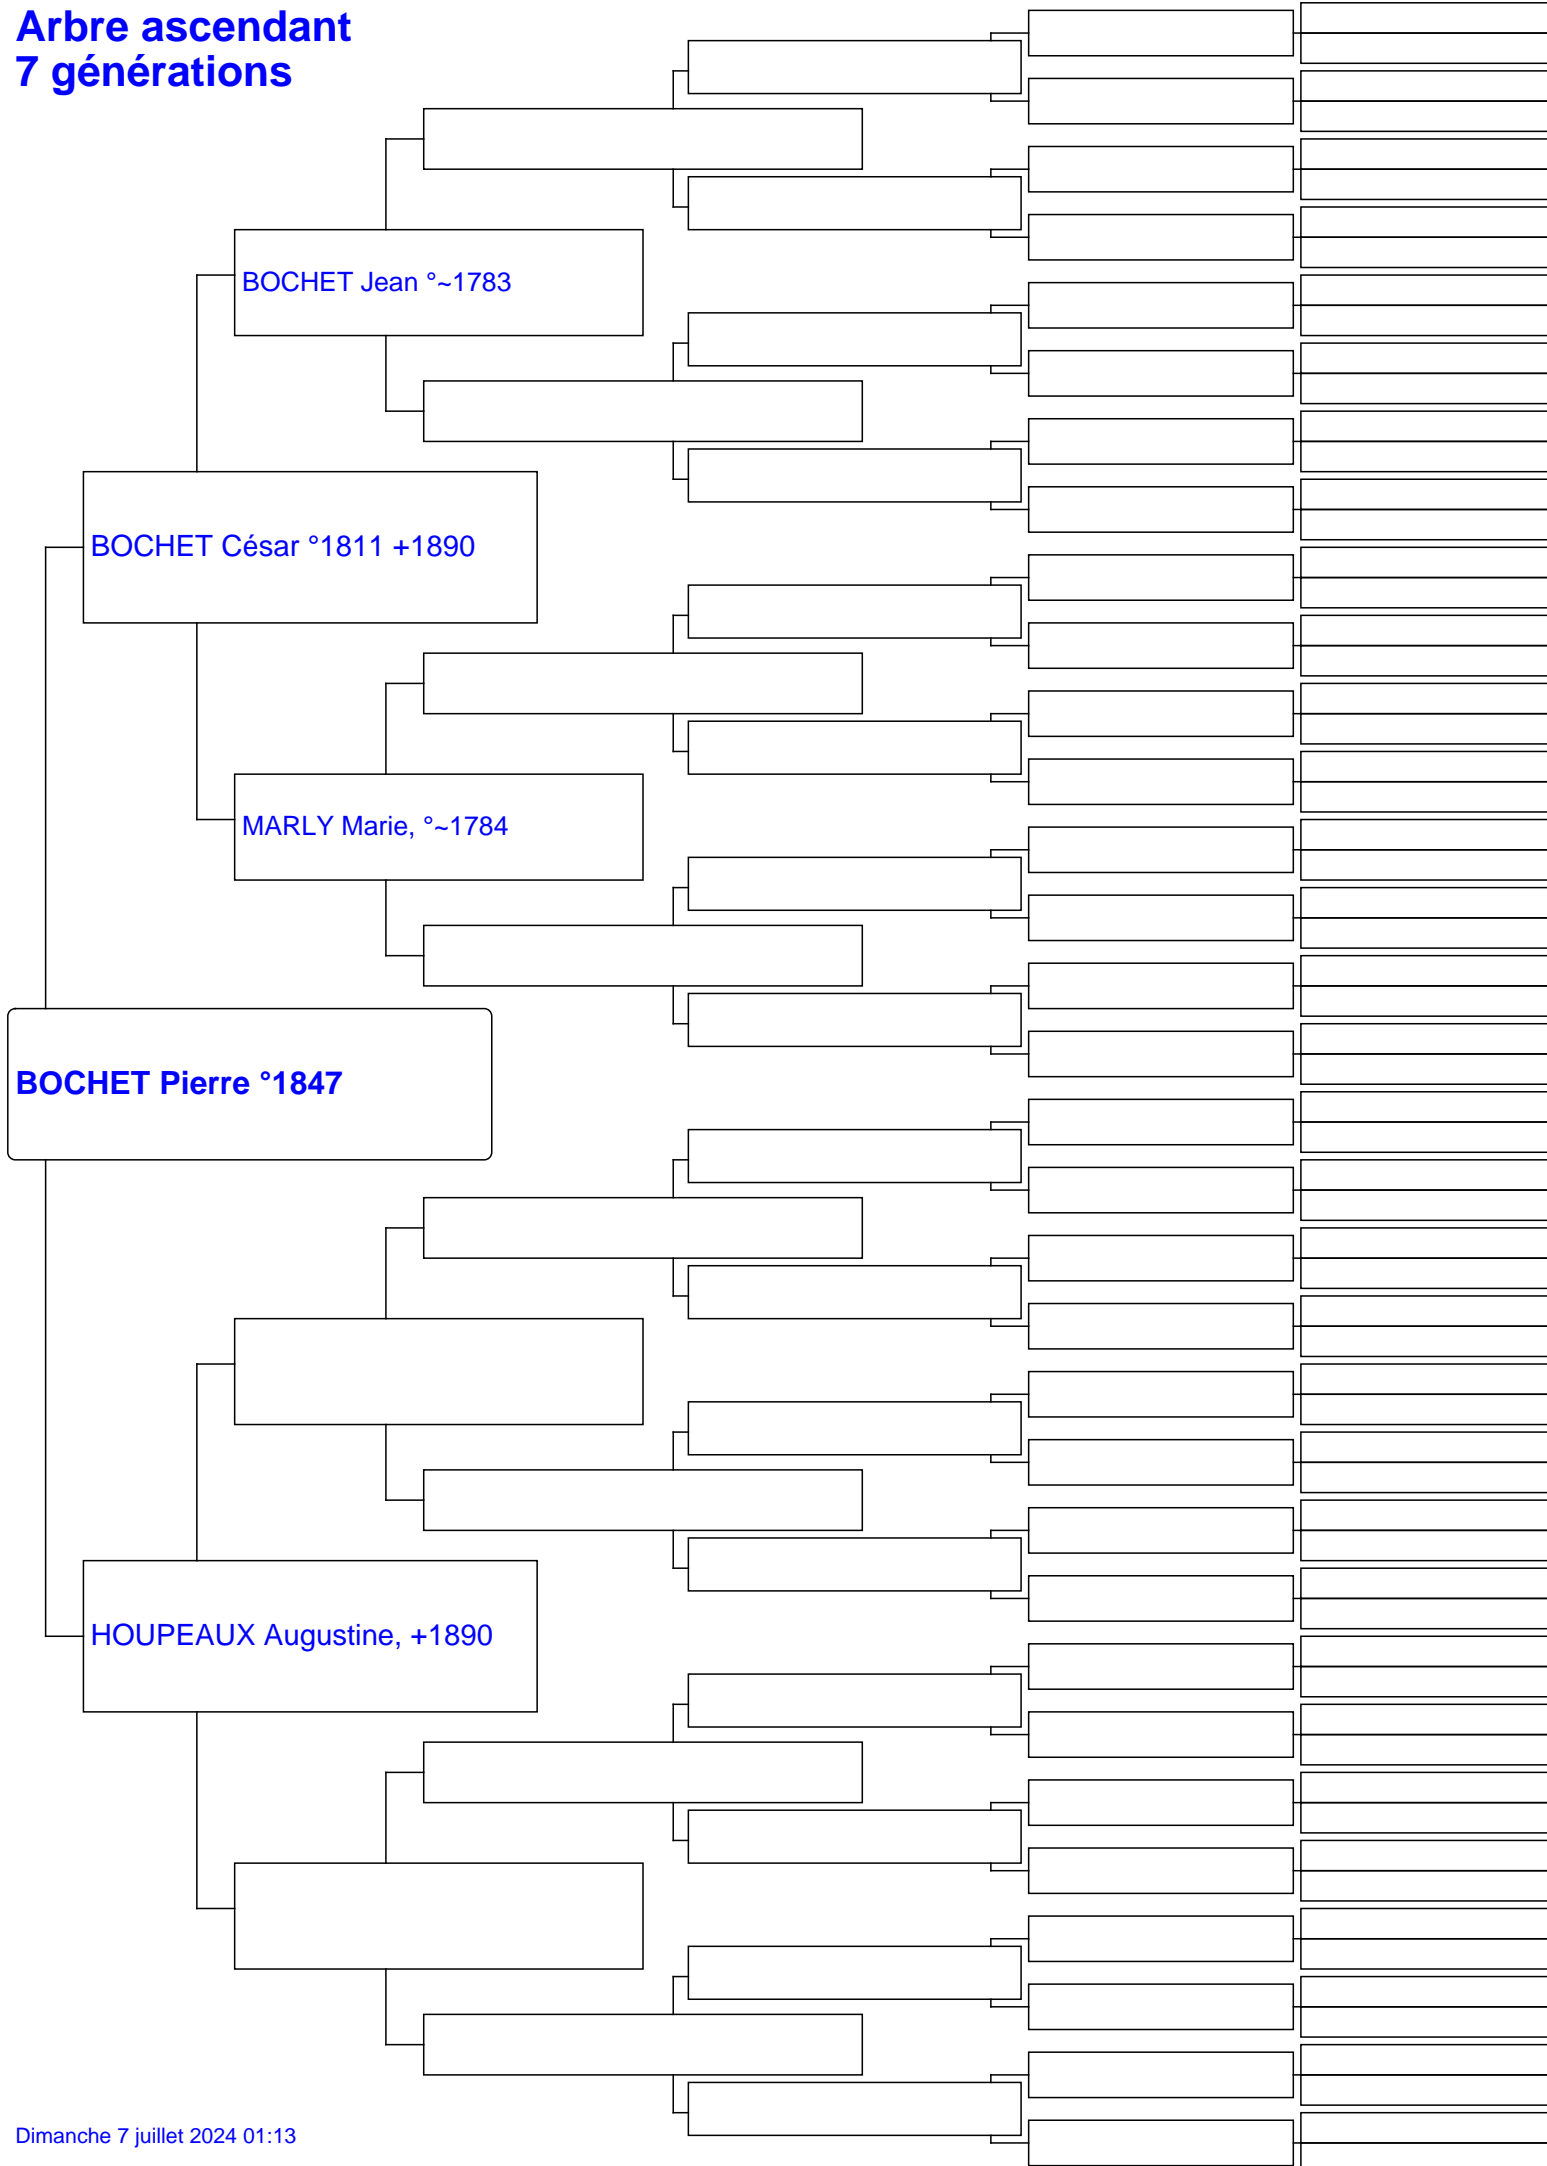 Arbre ascendant
7 générations
BOCHET Jean °~1783
BOCHET César °1811 +1890
MARLY Marie, °~1784
BOCHET Pierre °1847
HOUPEAUX Augustine, +1890
Dimanche 7 juillet 2024 01:13